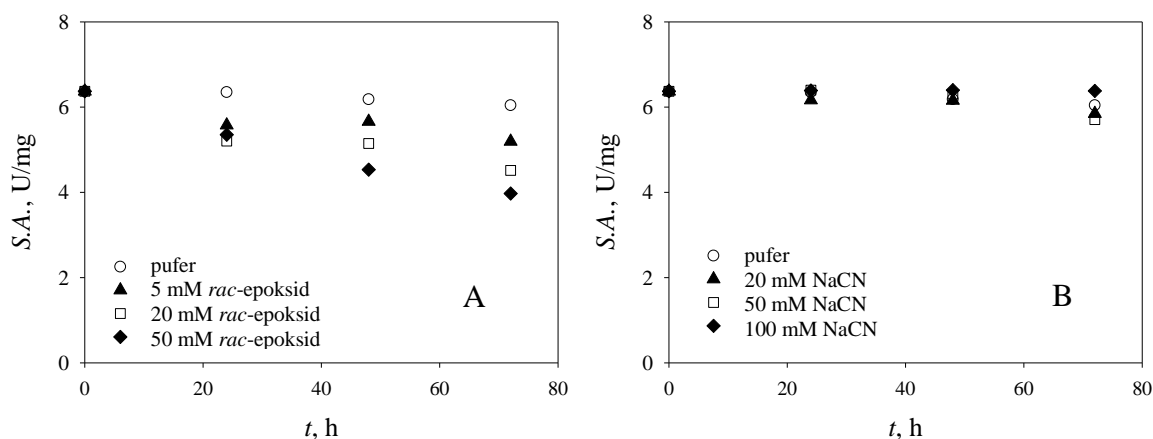 8
6
4
2
0
S.A., U/mg
pufer
5 mM rac-epoksid
20 mM rac-epoksid
50 mM rac-epoksid
A
0 20 40 60 80
t, h
8
6
4
2
0
S.A., U/mg
pufer
20 mM NaCN
50 mM NaCN
100 mM NaCN
B
0 20 40 60 80
t, h